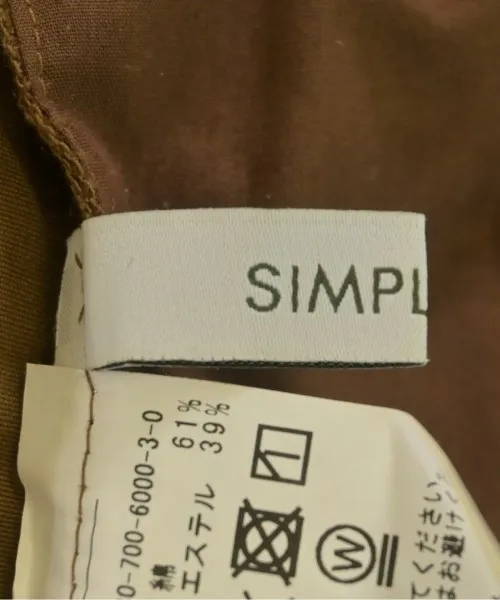 SIMPL
0-700-6000-3-0
綿 61%
エステル 39%
W
てください。
はお避け